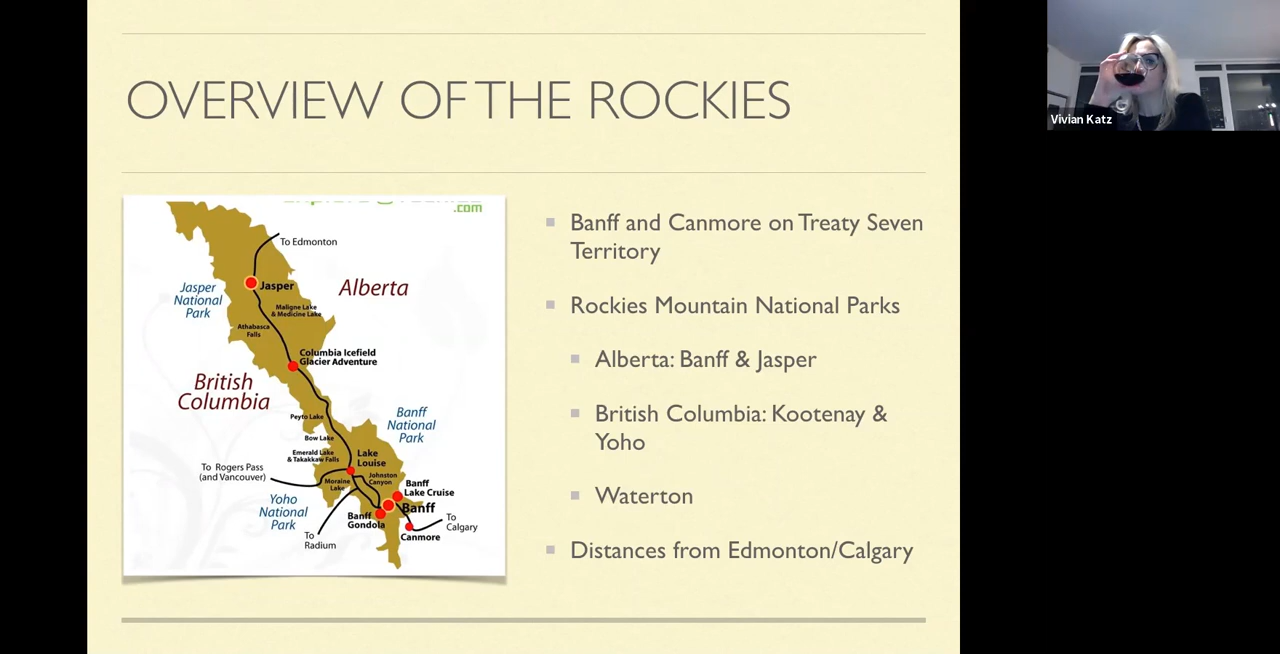 OVERVIEW OF THE ROCKIES
Vivian Katz
.com
To Edmonton
Jasper
Alberta
Jasper
National
Park
Maligne Lake
& Medicine Lake
Athabasca
Falls
Columbia Icefield
Glacier Adventure
British
Columbia
Peyto Lake
Banff
National
Park
Bow Lake
Emerald Lake
& Takakkaw Falls
Lake
Louise
To Rogers Pass
(and Vancouver)
Johnston
Canyon
Moraine
Lake
Banff
Lake Cruise
Yoho
National
Park
Banff
Banff
Gondola
To
Calgary
To
Radium
Canmore
Banff and Canmore on Treaty Seven
Territory
Rockies Mountain National Parks
Alberta: Banff & Jasper
British Columbia: Kootenay &
Yoho
Waterton
Distances from Edmonton/Calgary